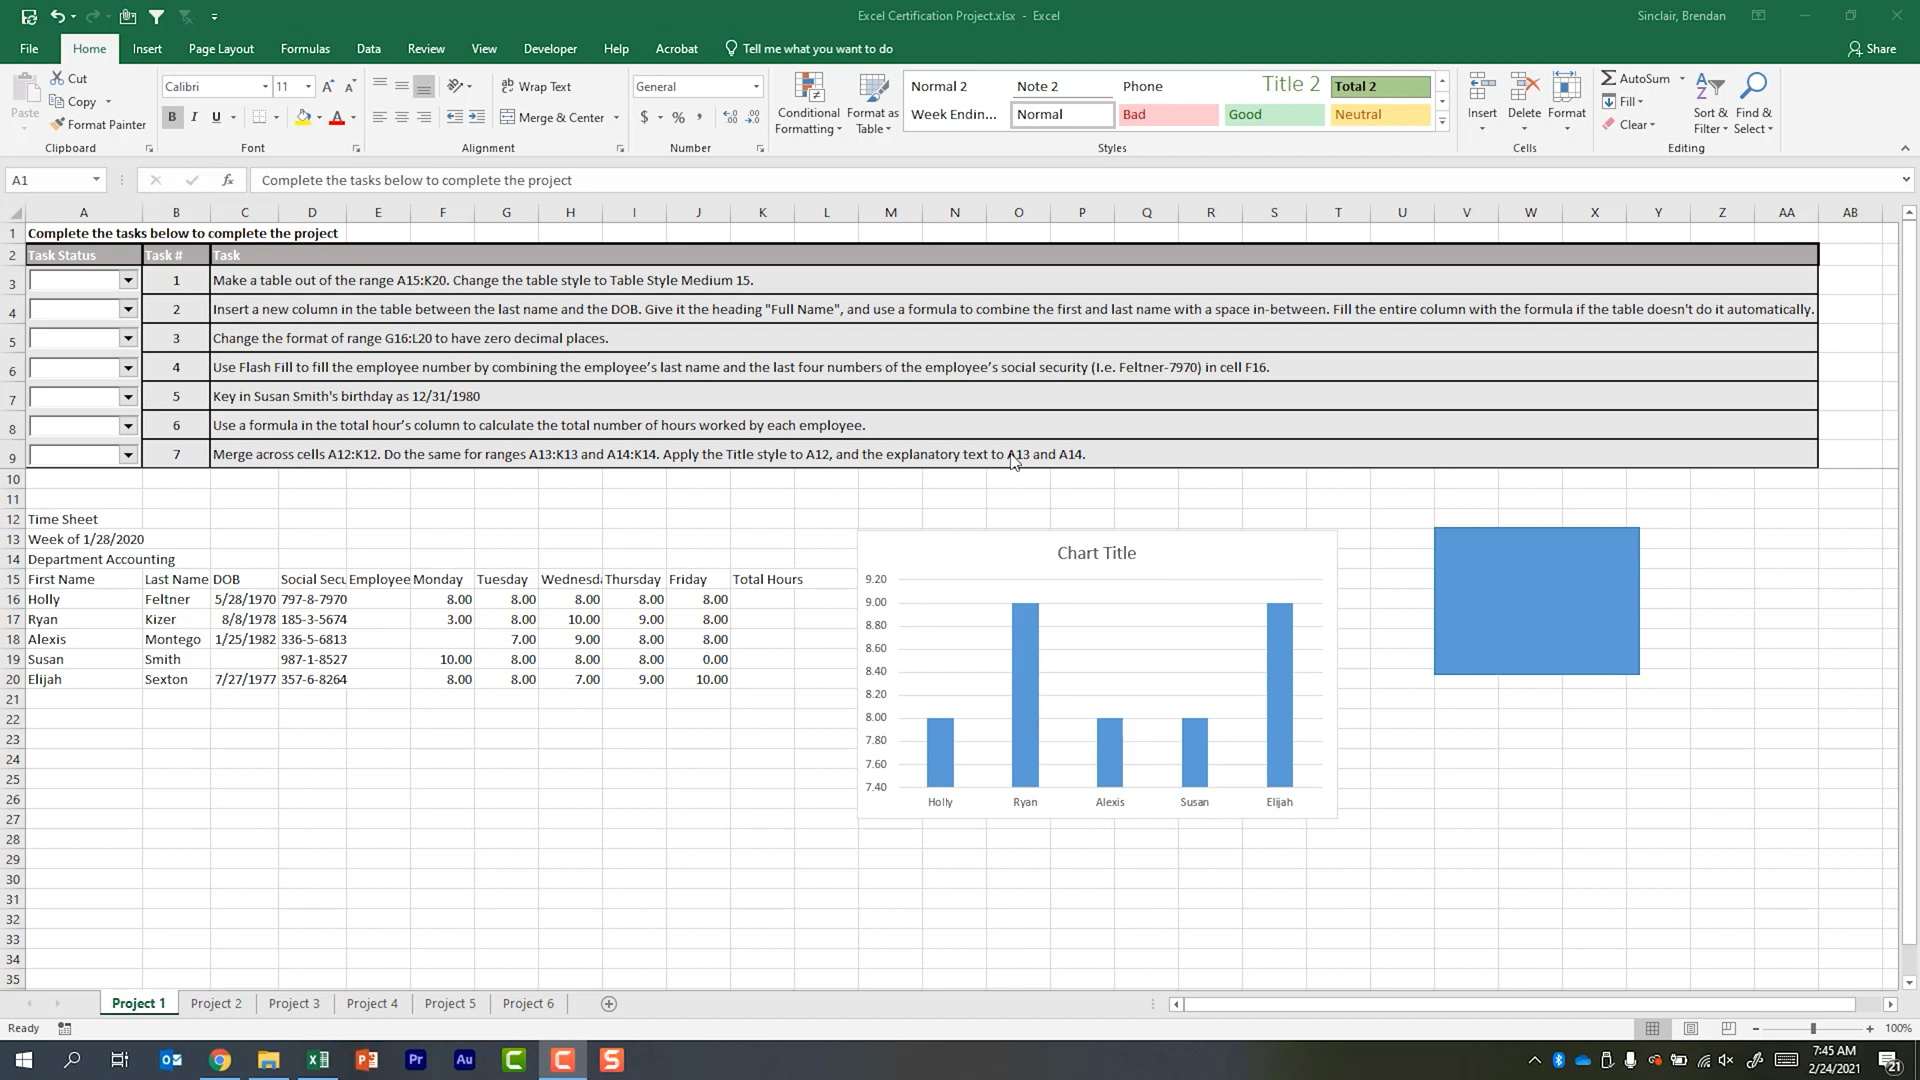 Excel Certification Project.xlsx - Excel
Sinclair, Brendan
File Home Insert Page Layout Formulas Data Review View Developer Help Acrobat Tell me what you want to do Share
Paste
Cut
Copy
Format Painter
Clipboard
Calibri 11
B I U
Font
Wrap Text
Merge & Center
Alignment
General
$ % ,
Number
Conditional Formatting
Format as Table
Normal 2 Note 2 Phone Title 2 Total 2
Week Endin... Normal Bad Good Neutral
Styles
Insert Delete Format
Cells
AutoSum
Fill
Clear
Sort & Filter
Find & Select
Editing
A1 fx Complete the tasks below to complete the project
A B C D E F G H I J K L M N O P Q R S T U V W X Y Z AA AB
1 Complete the tasks below to complete the project
2 Task Status Task # Task
3 1 Make a table out of the range A15:K20. Change the table style to Table Style Medium 15.
4 2 Insert a new column in the table between the last name and the DOB. Give it the heading "Full Name", and use a formula to combine the first and last name with a space in-between. Fill the entire column with the formula if the table doesn't do it automatically.
5 3 Change the format of range G16:L20 to have zero decimal places.
6 4 Use Flash Fill to fill the employee number by combining the employee’s last name and the last four numbers of the employee’s social security (I.e. Feltner-7970) in cell F16.
7 5 Key in Susan Smith's birthday as 12/31/1980
8 6 Use a formula in the total hour’s column to calculate the total number of hours worked by each employee.
9 7 Merge across cells A12:K12. Do the same for ranges A13:K13 and A14:K14. Apply the Title style to A12, and the explanatory text to A13 and A14.
10
11
12 Time Sheet
13 Week of 1/28/2020
14 Department Accounting
15 First Name Last Name DOB Social Secu Employee Monday Tuesday Wednesda Thursday Friday Total Hours
16 Holly Feltner 5/28/1970 797-8-7970 8.00 8.00 8.00 8.00 8.00
17 Ryan Kizer 8/8/1978 185-3-5674 3.00 8.00 10.00 9.00 8.00
18 Alexis Montego 1/25/1982 336-5-6813 7.00 9.00 8.00 8.00
19 Susan Smith 987-1-8527 10.00 8.00 8.00 8.00 0.00
20 Elijah Sexton 7/27/1977 357-6-8264 8.00 8.00 7.00 9.00 10.00
21
22
23
24
25
26
27
28
29
30
31
32
33
34
35
Chart Title
9.20
9.00
8.80
8.60
8.40
8.20
8.00
7.80
7.60
7.40
Holly Ryan Alexis Susan Elijah
Project 1 Project 2 Project 3 Project 4 Project 5 Project 6
Ready
100%
7:45 AM
2/24/2021
21